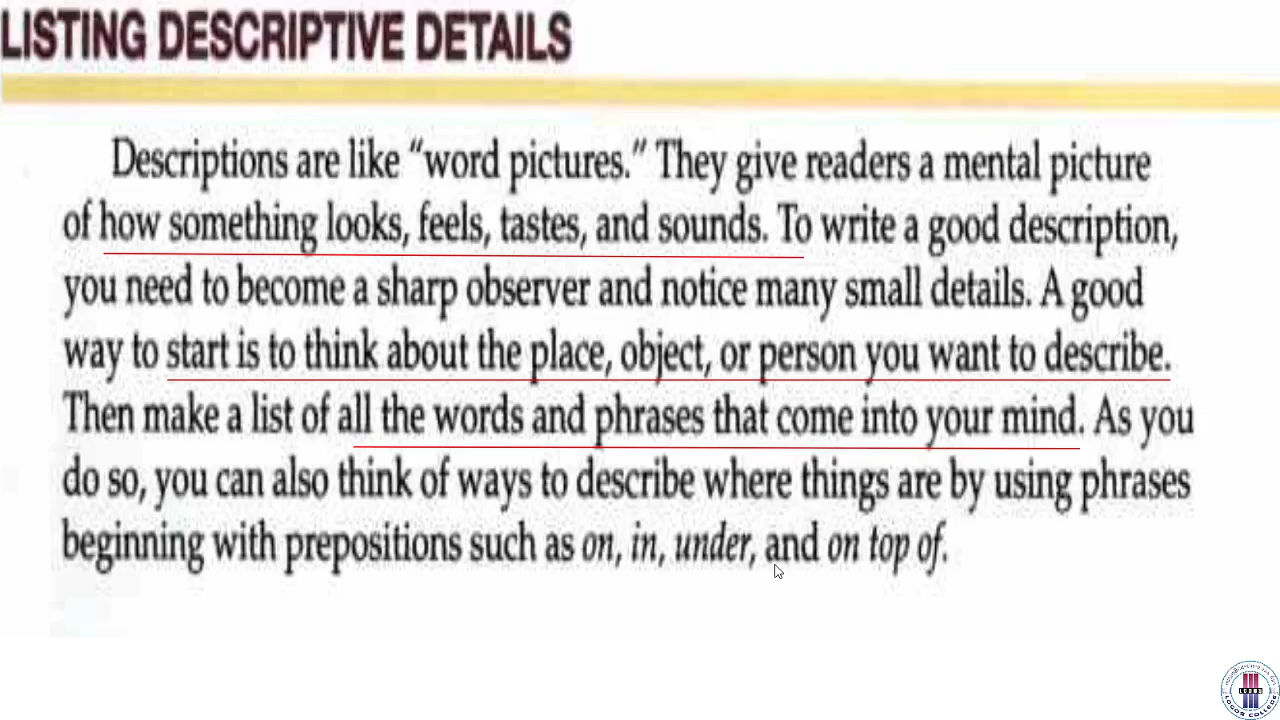 LISTING DESCRIPTIVE DETAILS
Descriptions are like “word pictures.” They give readers a mental picture
of how something looks, feels, tastes, and sounds. To write a good description,
you need to become a sharp observer and notice many small details. A good
way to start is to think about the place, object, or person you want to describe.
Then make a list of all the words and phrases that come into your mind. As you
do so, you can also think of ways to describe where things are by using phrases
beginning with prepositions such as on, in, under, and on top of.
LOGOS
LOGOS COLLEGE